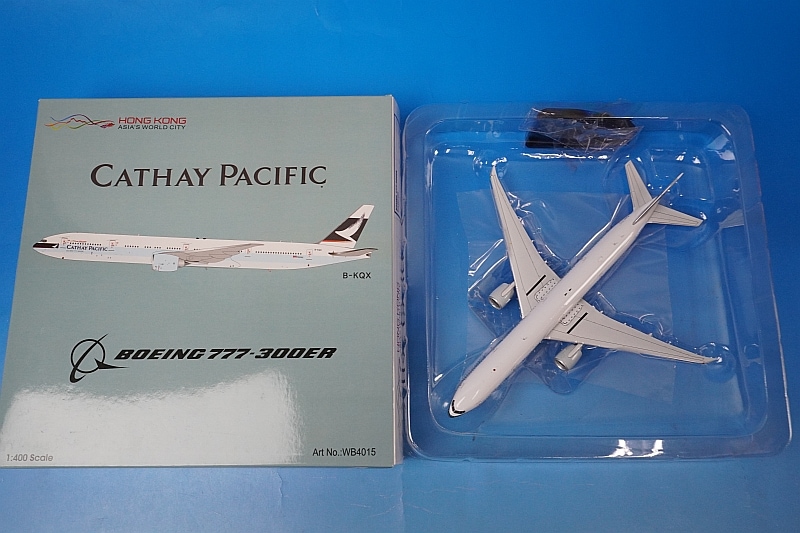 HONG KONG
ASIA'S WORLD CITY
CATHAY PACIFIC
CATHAY PACIFIC
B-KQX
BOEING 777-300ER
1:400 Scale
Art No.:WB4015